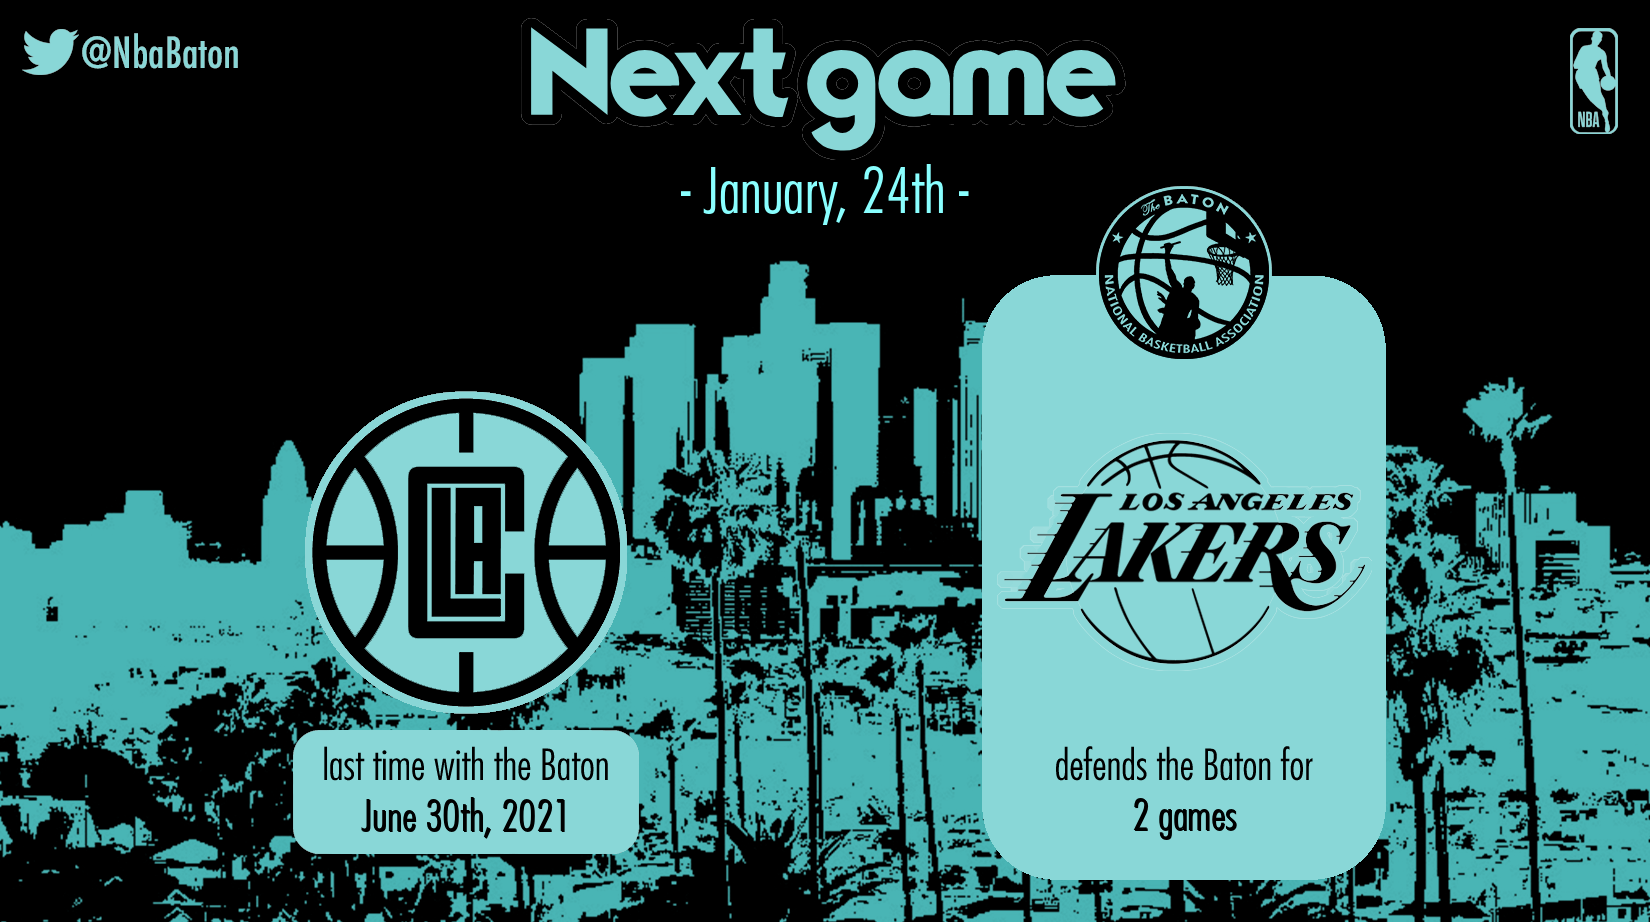 @NbaBaton
Next game
NBA
- January, 24th -
The BATON
NATIONAL BASKETBALL ASSOCIATION
LAC
LOS ANGELES
LAKERS
last time with the Baton
June 30th, 2021
defends the Baton for
2 games